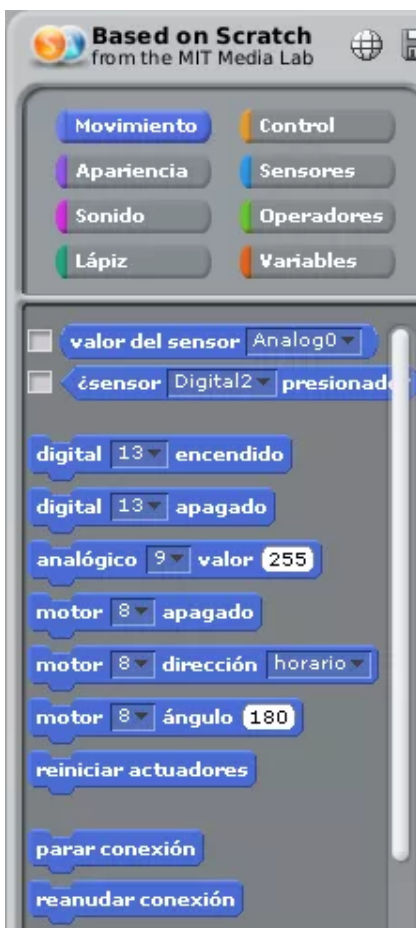 Based on Scratch
from the MIT Media Lab
Movimiento Control
Apariencia Sensores
Sonido Operadores
Lápiz Variables
valor del sensor Analog0
¿sensor Digital2 presionado
digital 13 encendido
digital 13 apagado
analógico 9 valor 255
motor 8 apagado
motor 8 dirección horario
motor 8 ángulo 180
reiniciar actuadores
parar conexión
reanudar conexión